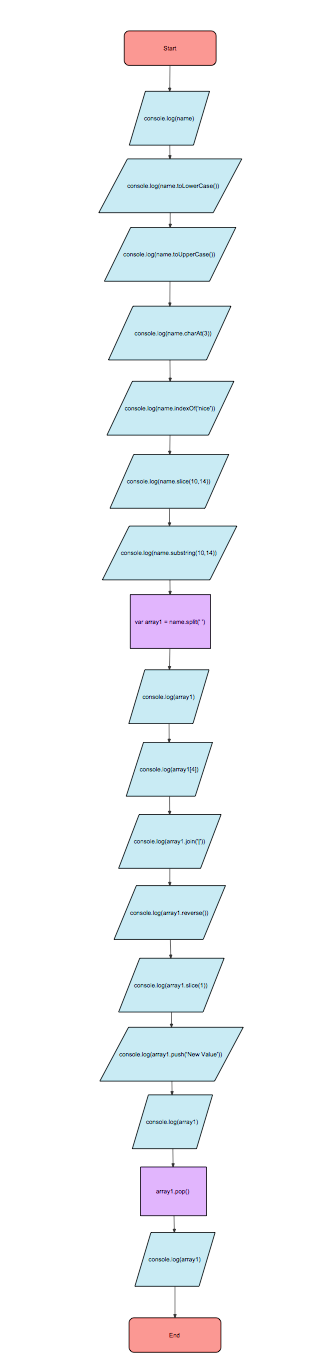 Start
console.log(name)
console.log(name.toLowerCase())
console.log(name.toUpperCase())
console.log(name.charAt(3))
console.log(name.indexOf('nice'))
console.log(name.slice(10,14))
console.log(name.substring(10,14))
var array1 = name.split(' ')
console.log(array1)
console.log(array1[4])
console.log(array1.join('|'))
console.log(array1.reverse())
console.log(array1.slice(1))
console.log(array1.push('New Value'))
console.log(array1)
array1.pop()
console.log(array1)
End